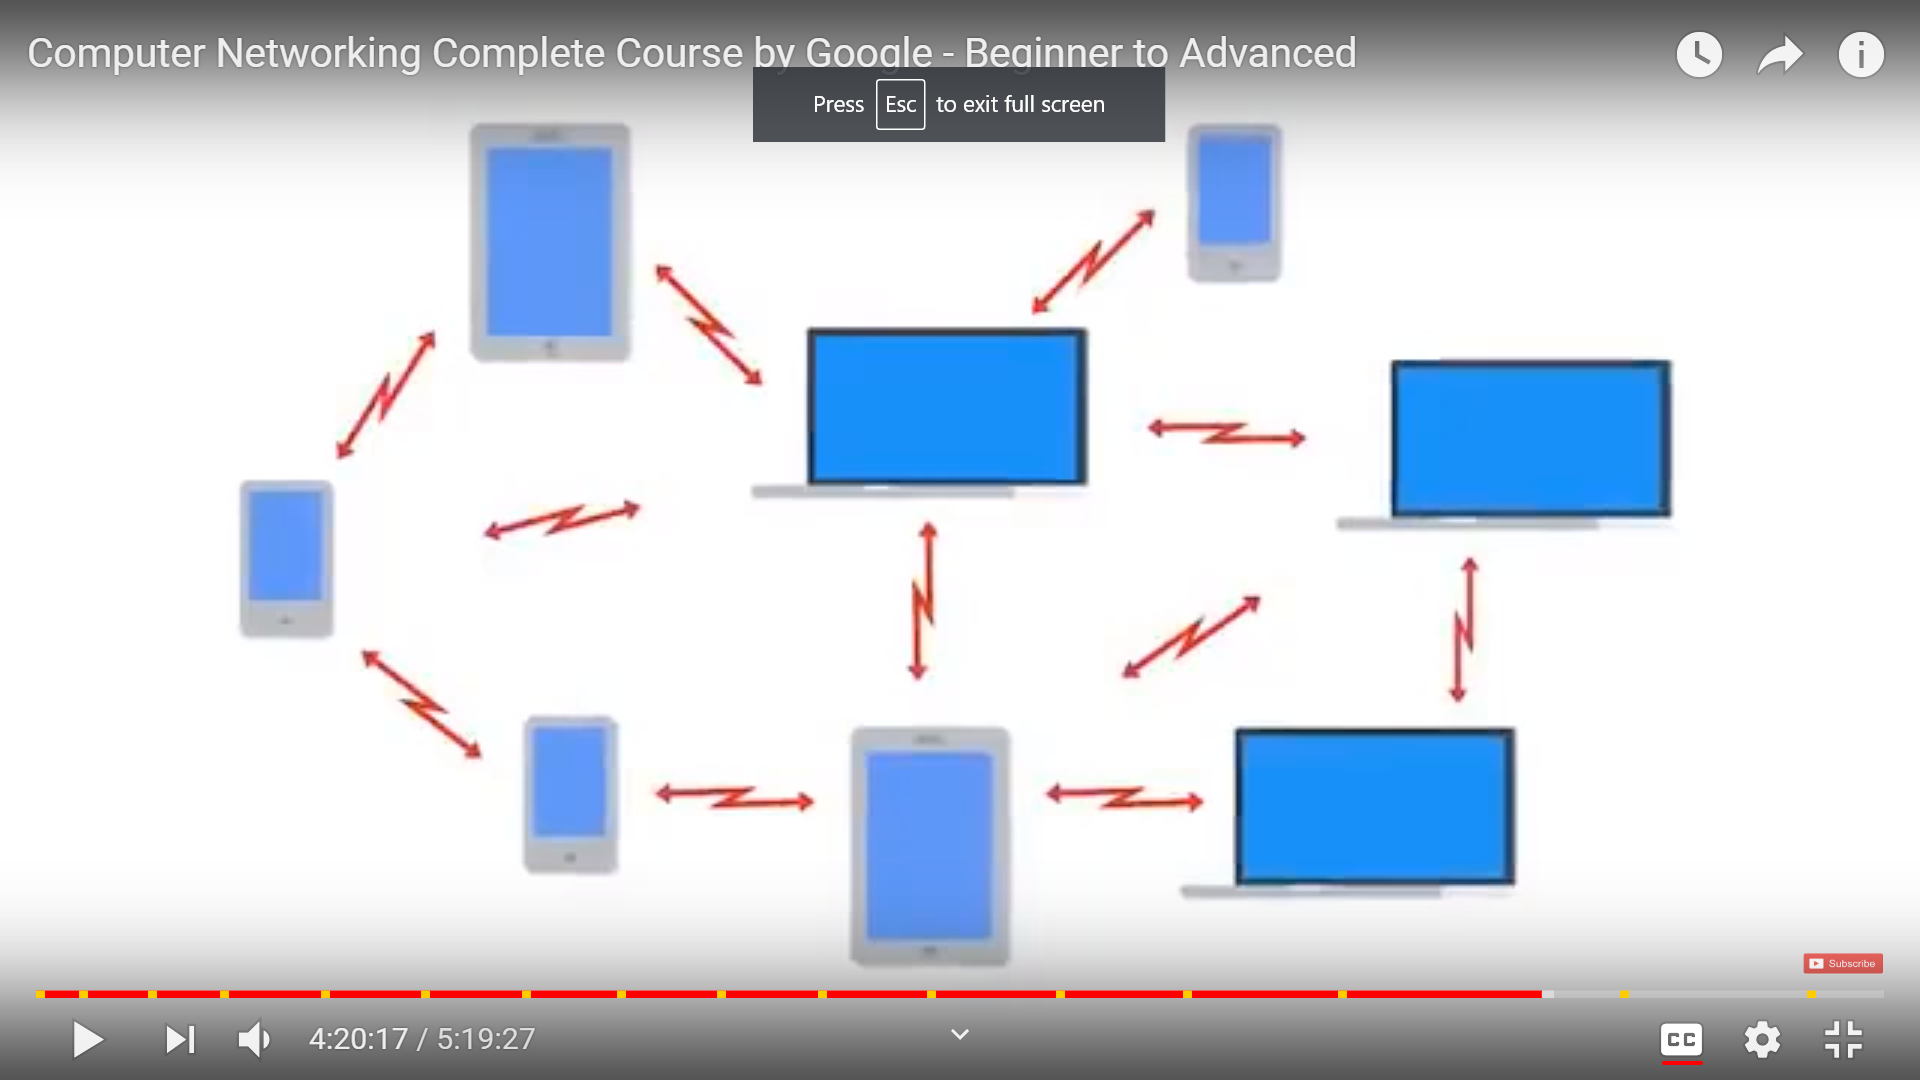 Computer Networking Complete Course by Google - Beginner to Advanced
Press Esc to exit full screen
Subscribe
4:20:17 / 5:19:27
CC